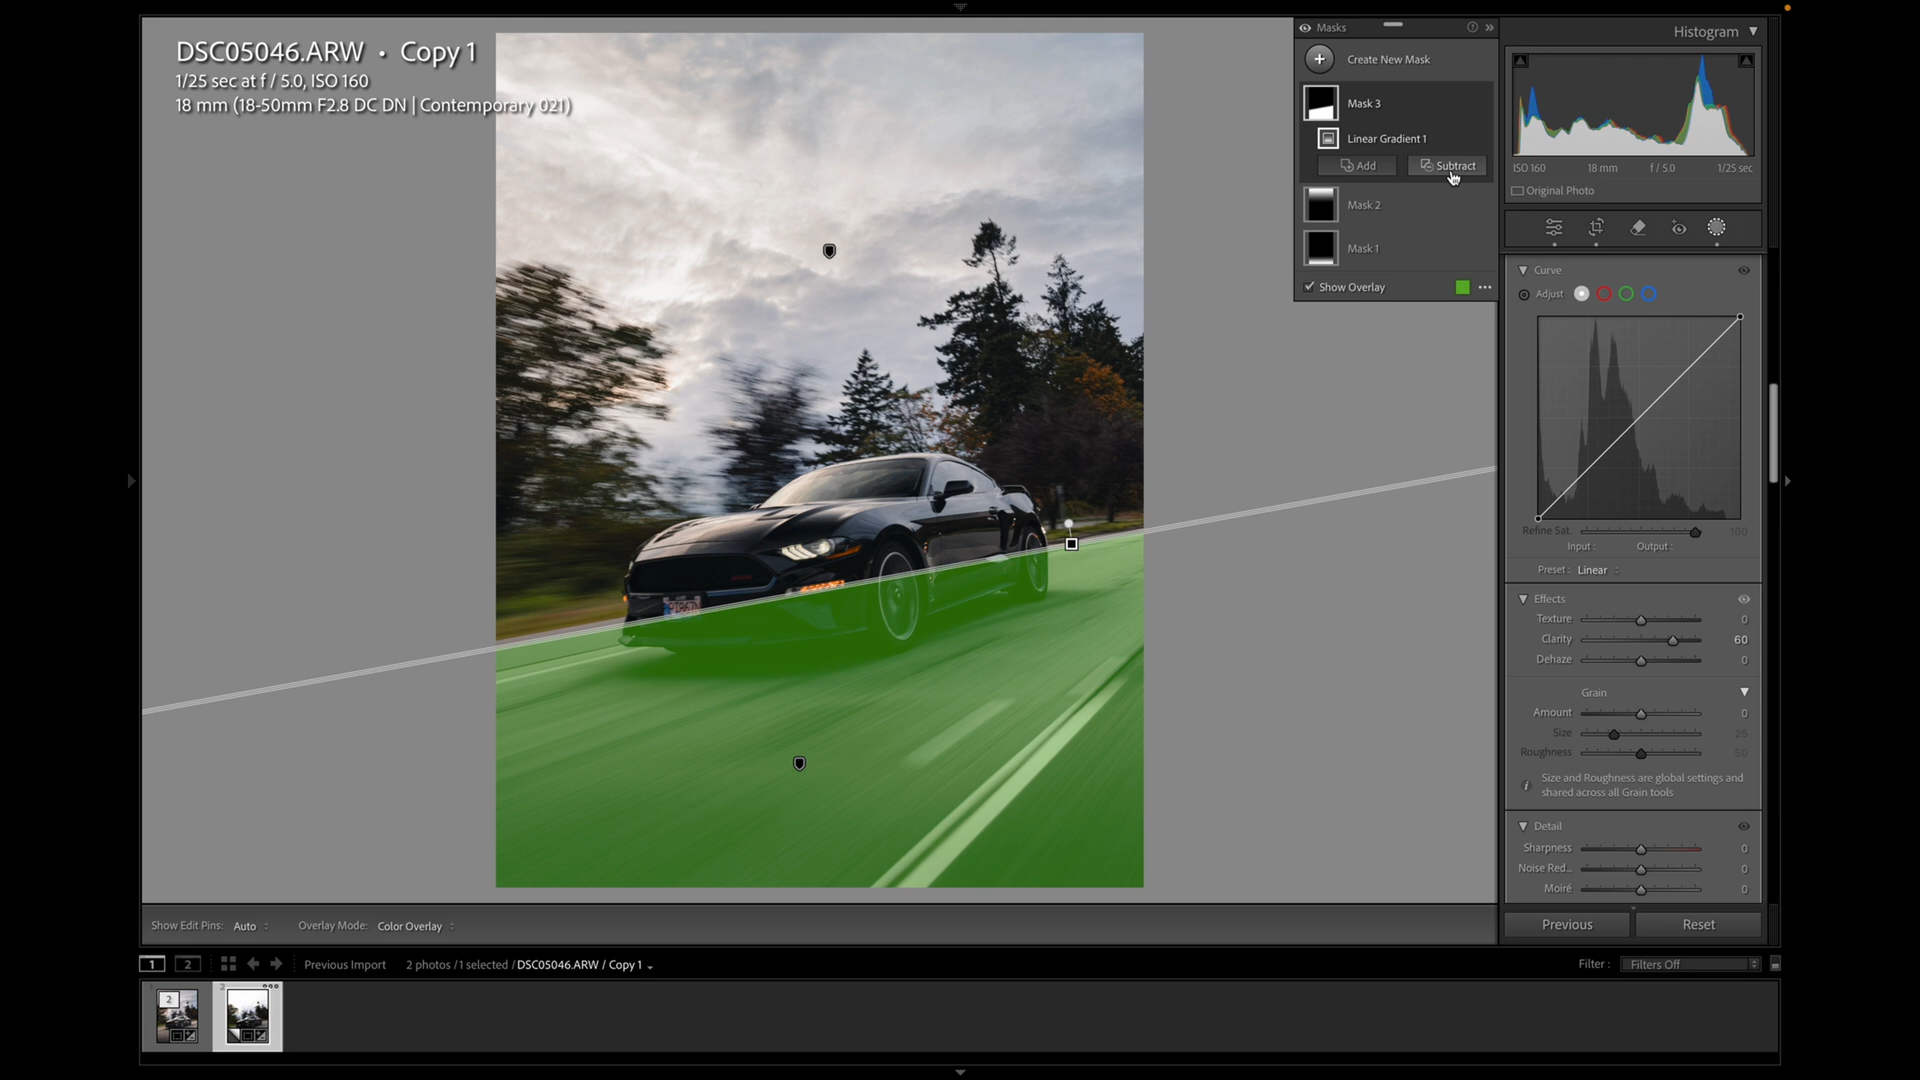 DSC05046.ARW • Copy 1
1/25 sec at f / 5.0, ISO 160
18 mm (18-50mm F2.8 DC DN | Contemporary 021)
Masks
Create New Mask
Mask 3
Linear Gradient 1
Add
Subtract
Mask 2
Mask 1
Show Overlay
Histogram
ISO 160
18 mm
f / 5.0
1/25 sec
Original Photo
Curve
Adjust
Refine Sat.
100
Input :
Output :
Preset : Linear
Effects
Texture 0
Clarity 60
Dehaze 0
Grain
Amount 0
Size 25
Roughness 50
Size and Roughness are global settings and
shared across all Grain tools
Detail
Sharpness 0
Noise Red... 0
Moiré 0
Previous
Reset
Show Edit Pins: Auto
Overlay Mode: Color Overlay
1
2
Previous Import
2 photos /1 selected / DSC05046.ARW / Copy 1
Filter :
Filters Off
2
2